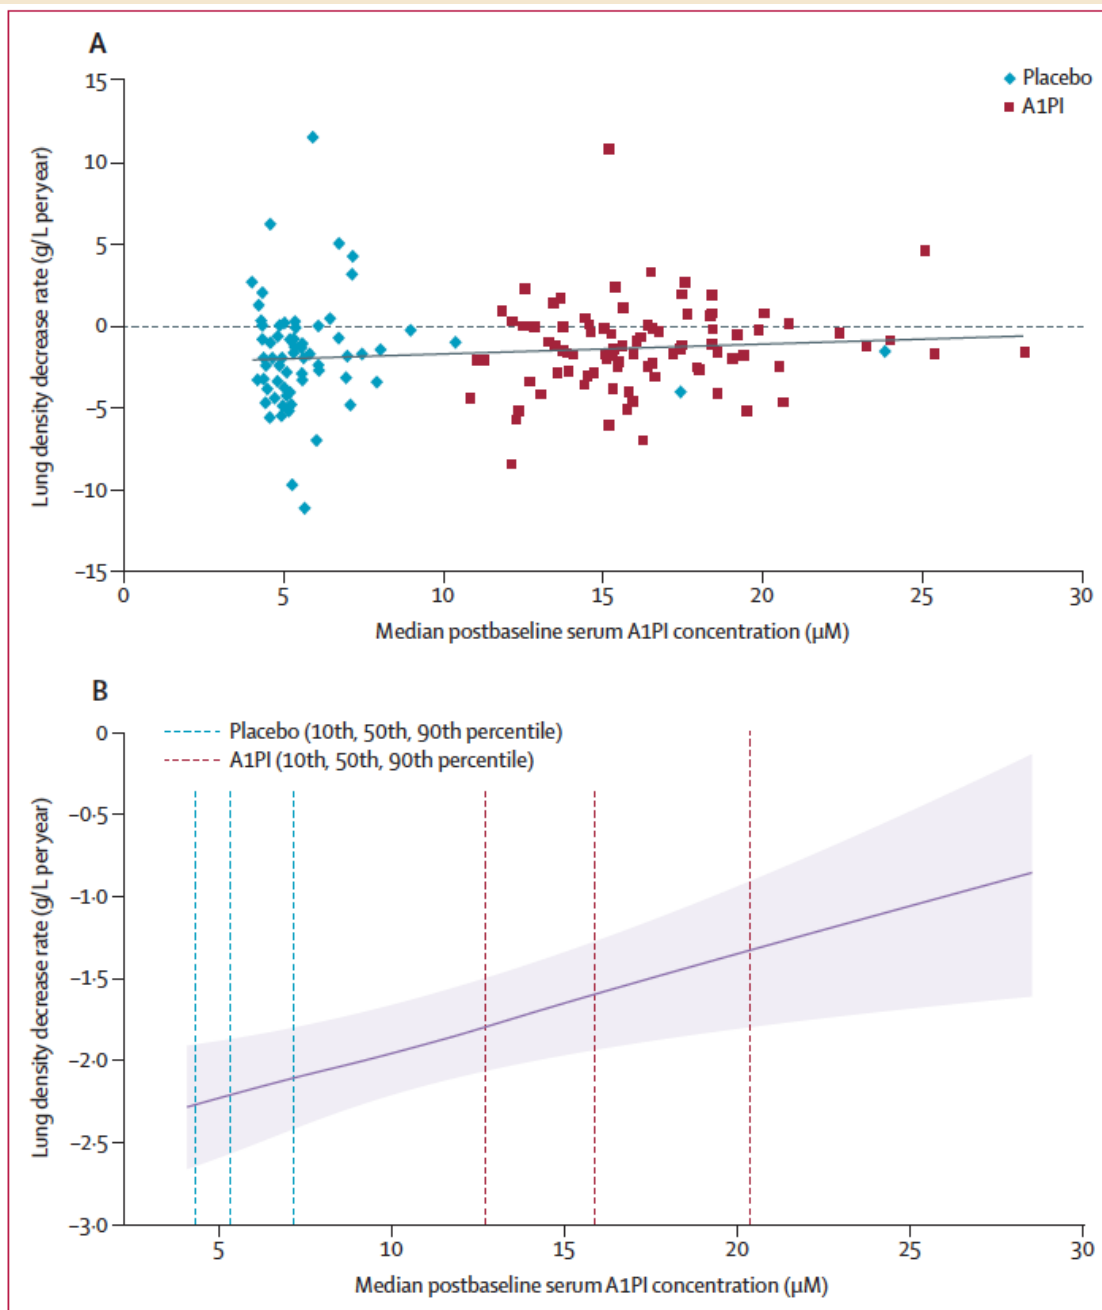 A
Placebo
A1PI
15
10
5
0
–5
–10
–15
Lung density decrease rate (g/L per year)
0 5 10 15 20 25 30
Median postbaseline serum A1PI concentration (μM)
B
Placebo (10th, 50th, 90th percentile)
A1PI (10th, 50th, 90th percentile)
0
–0·5
–1·0
–1·5
–2·0
–2·5
–3·0
Lung density decrease rate (g/L per year)
5 10 15 20 25 30
Median postbaseline serum A1PI concentration (μM)